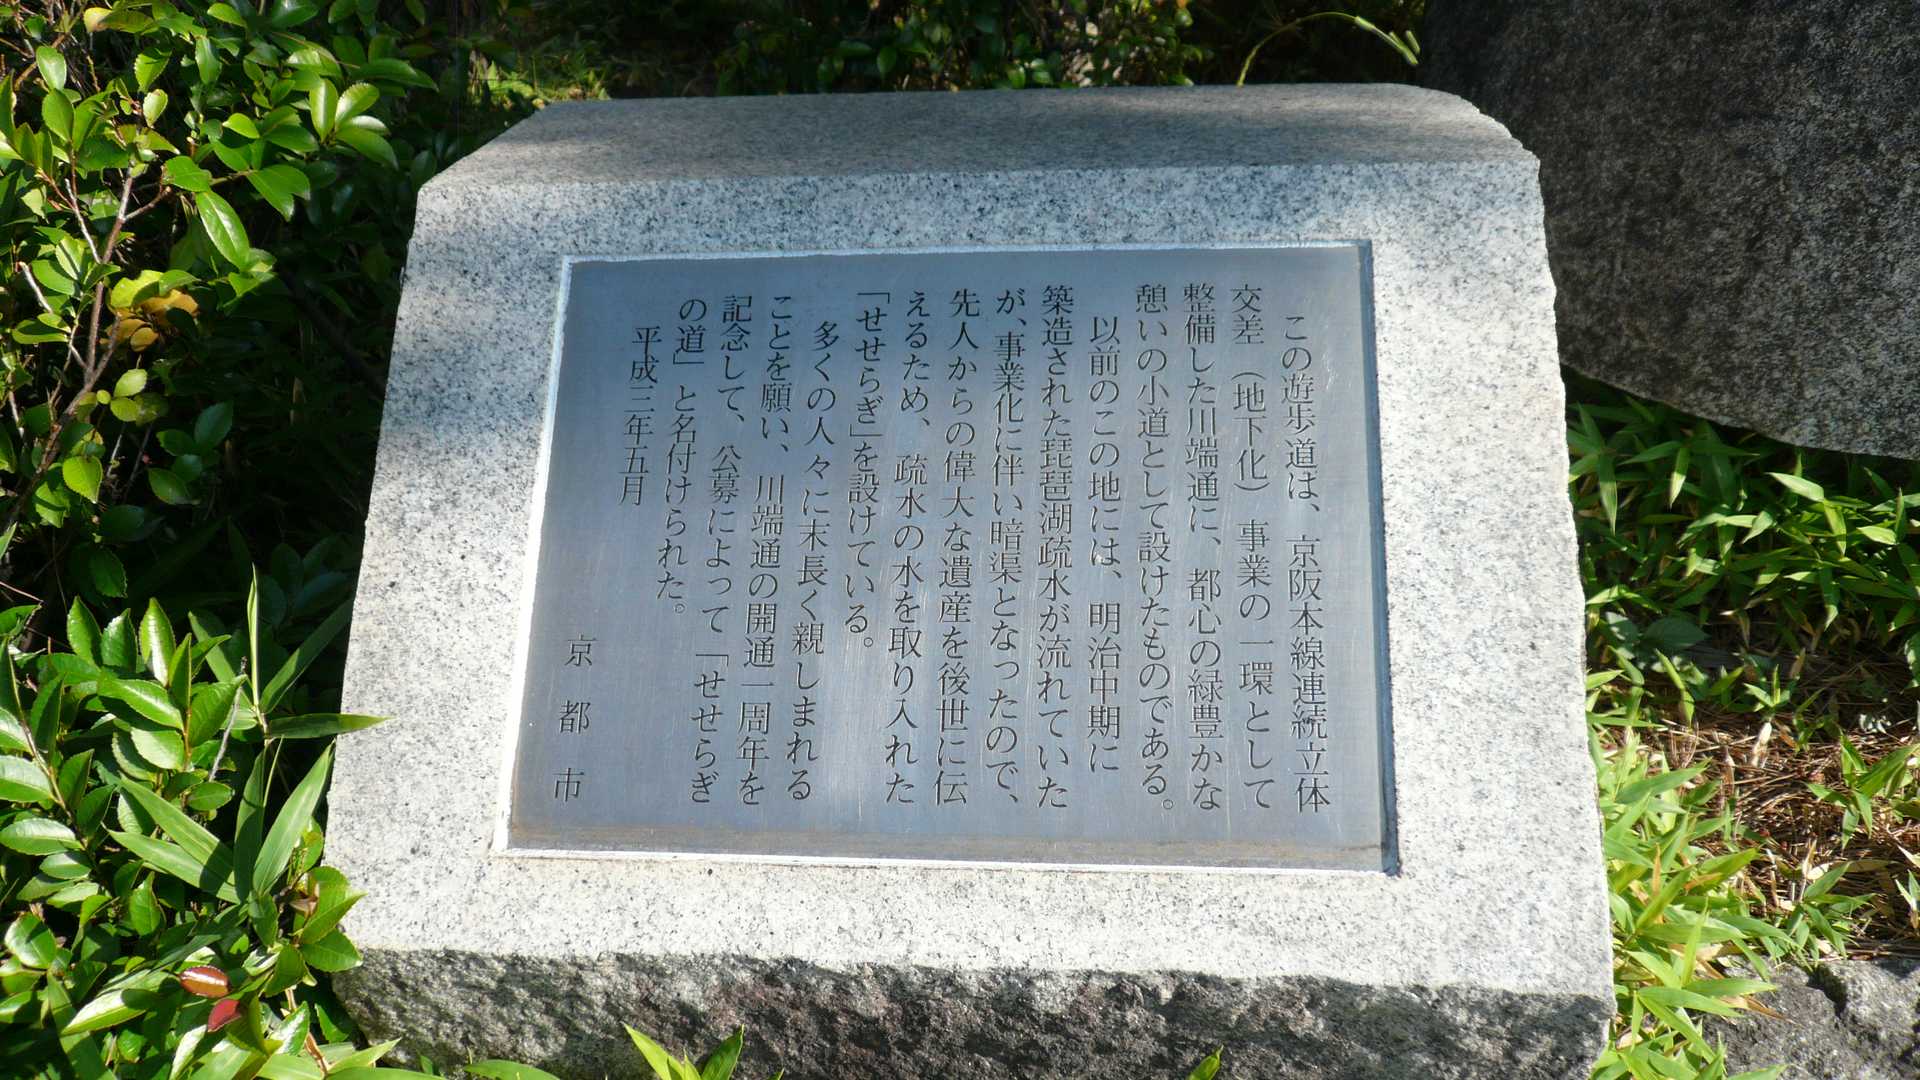 この遊歩道は、京阪本線連続立体
交差（地下化）事業の一環として
整備した川端通に、都心の緑豊かな
憩いの小道として設けたものである。
以前のこの地には、明治中期に
築造された琵琶湖疏水が流れていた
が、事業化に伴い暗渠となったので、
先人からの偉大な遺産を後世に伝
えるため、疏水の水を取り入れた
「せせらぎ」を設けている。
多くの人々に末長く親しまれる
ことを願い、川端通の開通一周年を
記念して、公募によって「せせらぎ
の道」と名付けられた。
平成三年五月
京都市